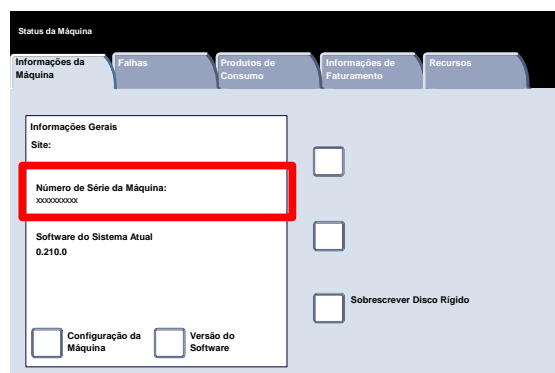 Status da Máquina
Informações da
Máquina
Falhas
Produtos de
Consumo
Informações de
Faturamento
Recursos
Informações Gerais
Site:
Número de Série da Máquina:
xxxxxxxxxx
Software do Sistema Atual
0.210.0
Sobrescrever Disco Rígido
Configuração da
Máquina
Versão do
Software